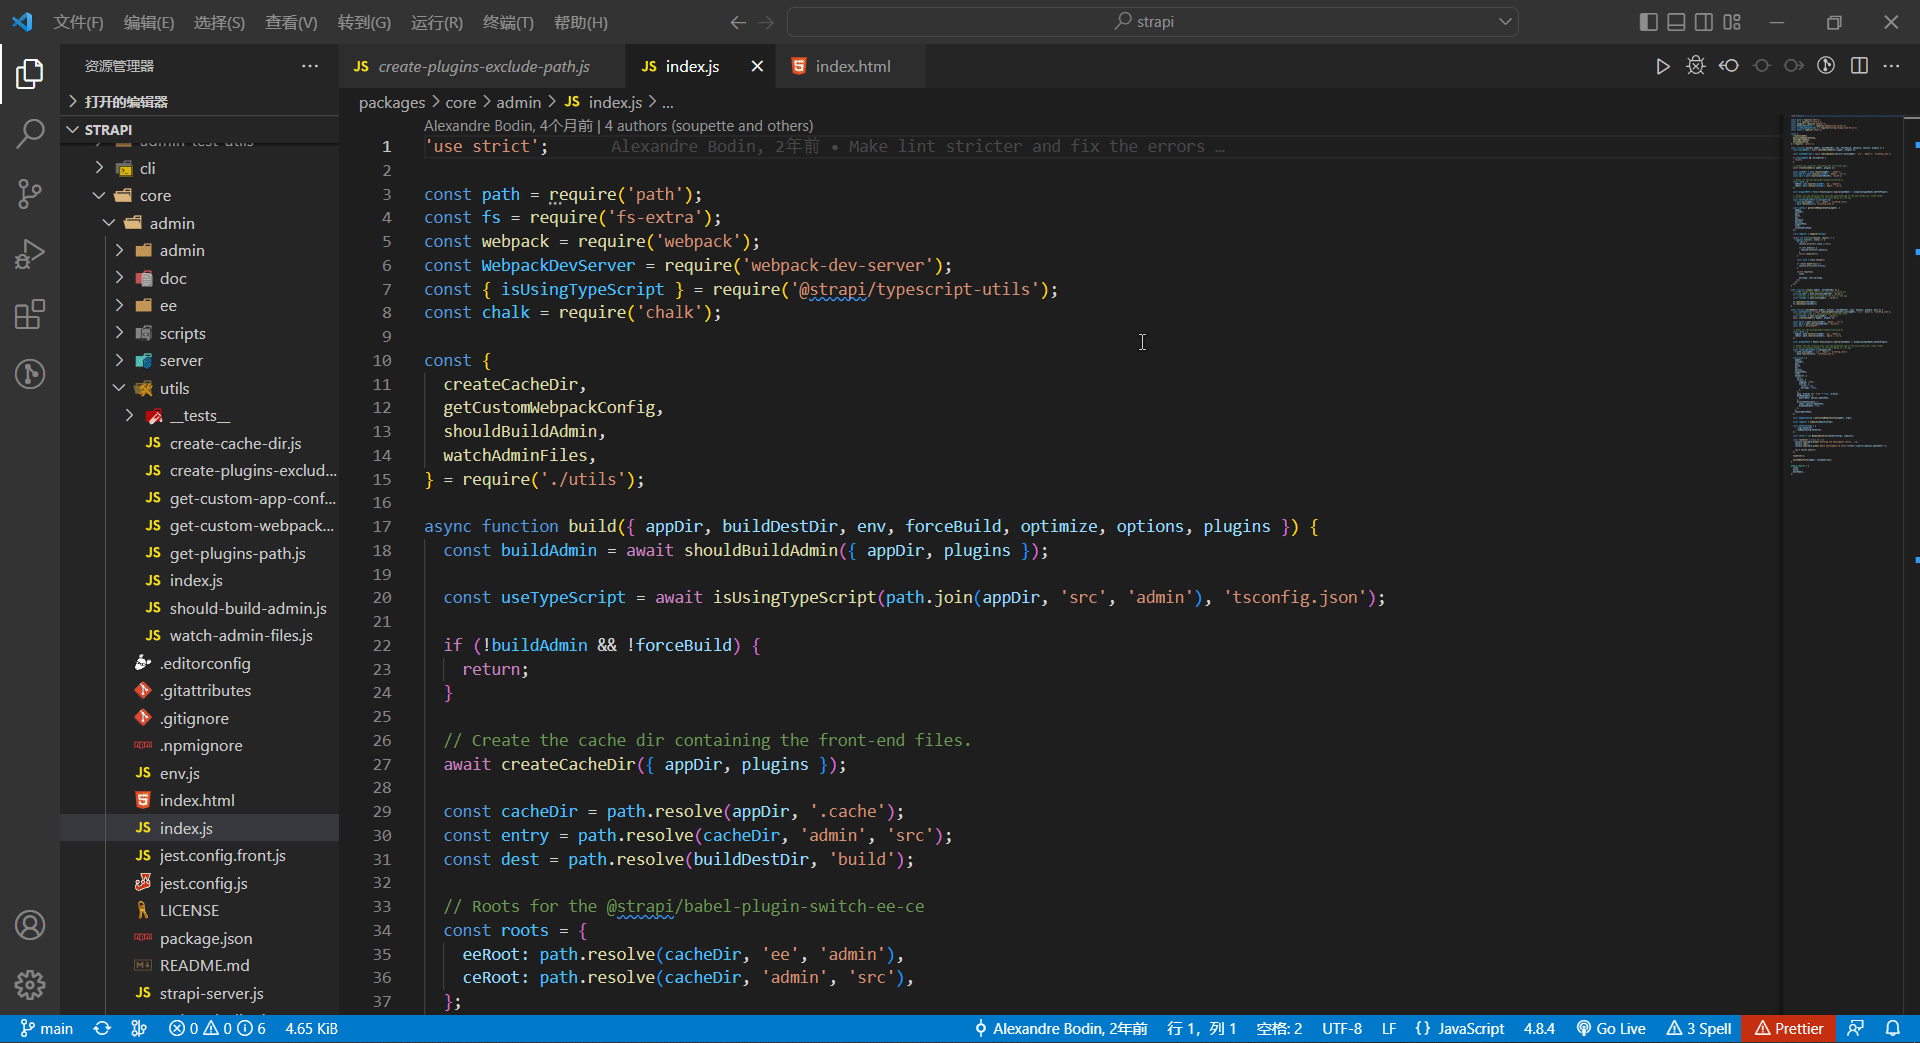 文件(F) 编辑(E) 选择(S) 查看(V) 转到(G) 运行(R) 终端(T) 帮助(H) strapi
资源管理器
打开的编辑器
STRAPI
admin-test-utils
cli
core
admin
admin
doc
ee
scripts
server
utils
__tests__
JS create-cache-dir.js
JS create-plugins-exclud...
JS get-custom-app-conf...
JS get-custom-webpack...
JS get-plugins-path.js
JS index.js
JS should-build-admin.js
JS watch-admin-files.js
.editorconfig
.gitattributes
.gitignore
.npmignore
JS env.js
index.html
JS index.js
JS jest.config.front.js
jest.config.js
LICENSE
package.json
README.md
JS strapi-server.js
JS create-plugins-exclude-path.js JS index.js index.html
packages > core > admin > JS index.js > ...
Alexandre Bodin, 4个月前 | 4 authors (soupette and others)
1 'use strict'; Alexandre Bodin, 2年前 • Make lint stricter and fix the errors …
2
3 const path = require('path');
4 const fs = require('fs-extra');
5 const webpack = require('webpack');
6 const WebpackDevServer = require('webpack-dev-server');
7 const { isUsingTypeScript } = require('@strapi/typescript-utils');
8 const chalk = require('chalk');
9
10 const {
11 createCacheDir,
12 getCustomWebpackConfig,
13 shouldBuildAdmin,
14 watchAdminFiles,
15 } = require('./utils');
16
17 async function build({ appDir, buildDestDir, env, forceBuild, optimize, options, plugins }) {
18 const buildAdmin = await shouldBuildAdmin({ appDir, plugins });
19
20 const useTypeScript = await isUsingTypeScript(path.join(appDir, 'src', 'admin'), 'tsconfig.json');
21
22 if (!buildAdmin && !forceBuild) {
23 return;
24 }
25
26 // Create the cache dir containing the front-end files.
27 await createCacheDir({ appDir, plugins });
28
29 const cacheDir = path.resolve(appDir, '.cache');
30 const entry = path.resolve(cacheDir, 'admin', 'src');
31 const dest = path.resolve(buildDestDir, 'build');
32
33 // Roots for the @strapi/babel-plugin-switch-ee-ce
34 const roots = {
35 eeRoot: path.resolve(cacheDir, 'ee', 'admin'),
36 ceRoot: path.resolve(cacheDir, 'admin', 'src'),
37 };
main 0 0 6 4.65 KiB Alexandre Bodin, 2年前 行 1，列 1 空格: 2 UTF-8 LF {} JavaScript 4.8.4 Go Live 3 Spell Prettier